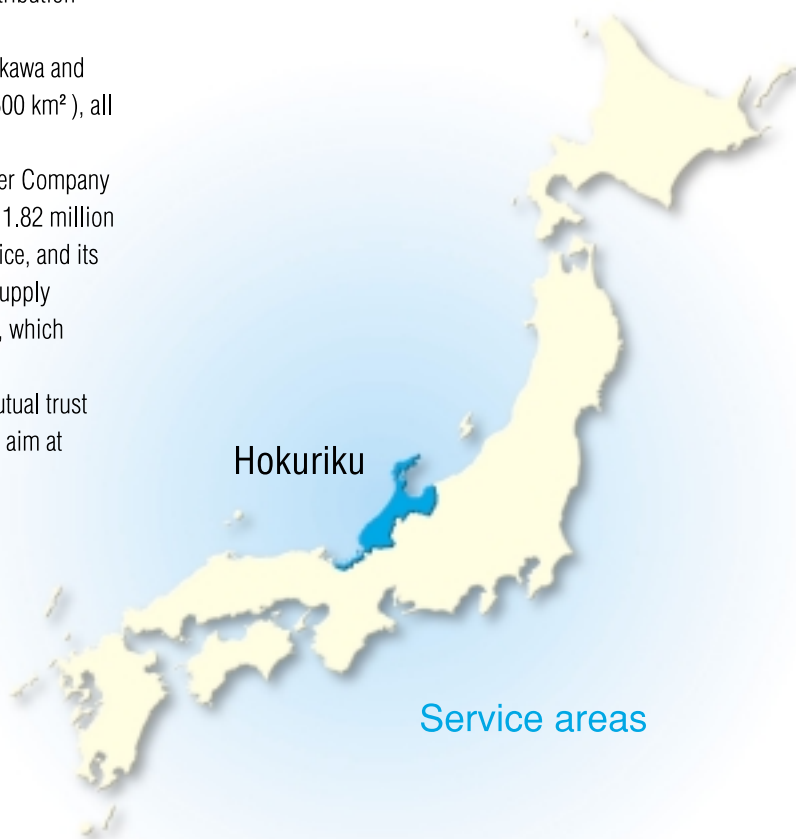 kawa and
00 km² ), all
er Company
1.82 million
ice, and its
upply
, which
utual trust
aim at
Hokuriku
Service areas